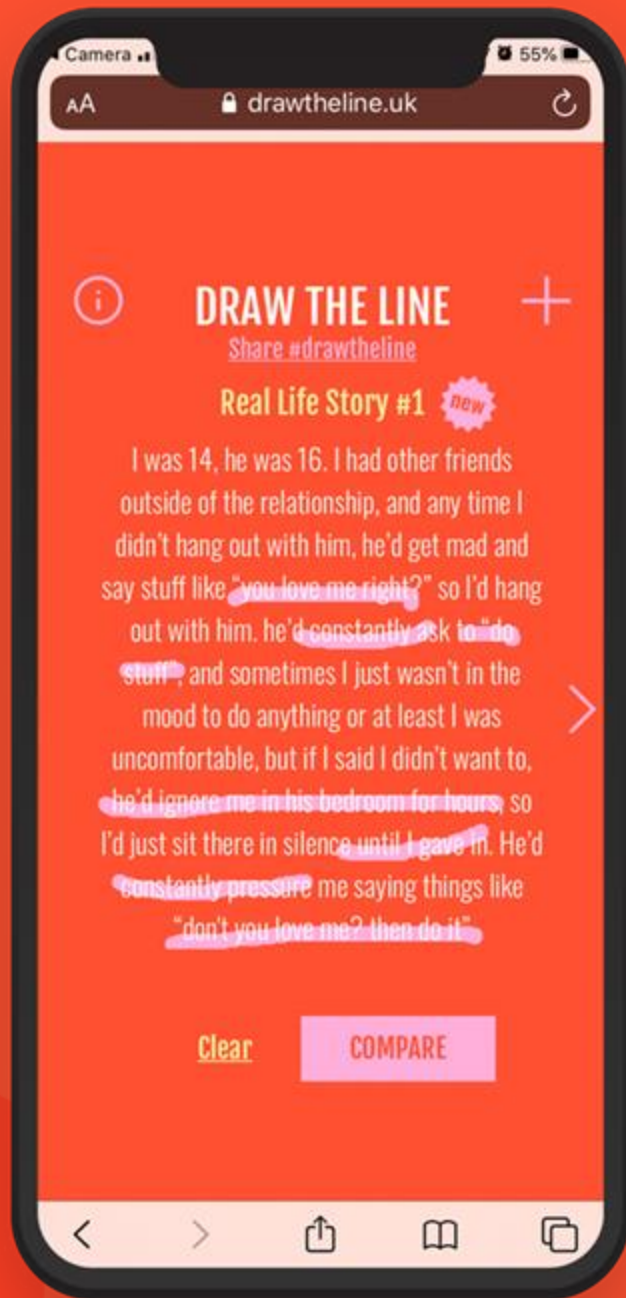 Camera
55%
AA
drawtheline.uk
DRAW THE LINE
Share #drawtheline
Real Life Story #1
new
I was 14, he was 16. I had other friends
outside of the relationship, and any time I
didn't hang out with him, he'd get mad and
say stuff like "you love me right?" so I'd hang
out with him. he'd constantly ask to "do
stuff", and sometimes I just wasn't in the
mood to do anything or at least I was
uncomfortable, but if I said I didn't want to,
he'd ignore me in his bedroom for hours, so
I'd just sit there in silence until I gave in. He'd
constantly pressure me saying things like
"don't you love me? then do it"
Clear
COMPARE